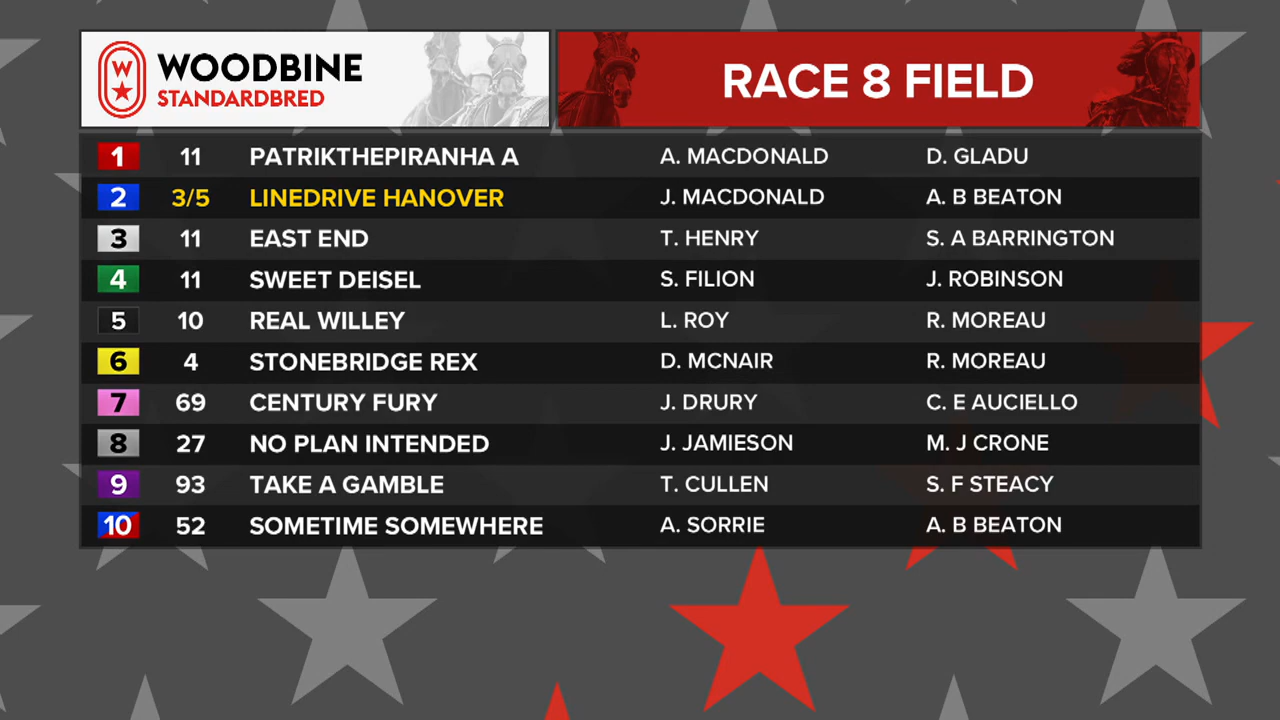 W
WOODBINE
STANDARDBRED
RACE 8 FIELD
1 11 PATRIKTHEPIRANHA A A. MACDONALD D. GLADU
2 3/5 LINEDRIVE HANOVER J. MACDONALD A. B BEATON
3 11 EAST END T. HENRY S. A BARRINGTON
4 11 SWEET DEISEL S. FILION J. ROBINSON
5 10 REAL WILLEY L. ROY R. MOREAU
6 4 STONEBRIDGE REX D. MCNAIR R. MOREAU
7 69 CENTURY FURY J. DRURY C. E AUCIELLO
8 27 NO PLAN INTENDED J. JAMIESON M. J CRONE
9 93 TAKE A GAMBLE T. CULLEN S. F STEACY
10 52 SOMETIME SOMEWHERE A. SORRIE A. B BEATON